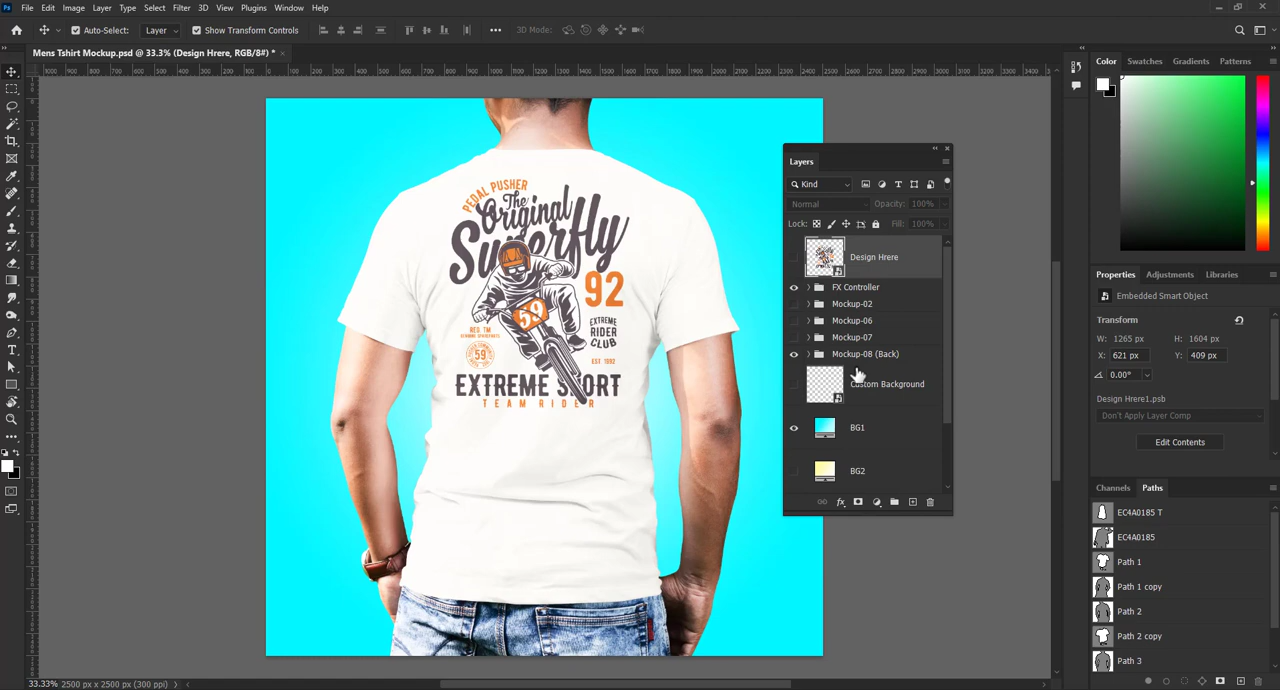 File Edit Image Layer Type Select Filter 3D View Plugins Window Help
Auto-Select: Layer Show Transform Controls 3D Mode:
Mens Tshirt Mockup.psd @ 33.3% (Design Hrere, RGB/8#) *
PEDAL PUSHER
The
Original
Superfly
92
59
RED. TM
EXTREME
RIDER
CLUB
59
EST. 1992
EXTREME SPORT
TEAM RIDER
Layers
Kind
Normal Opacity: 100%
Lock: Fill: 100%
Design Hrere
FX Controller
Mockup-02
Mockup-06
Mockup-07
Mockup-08 (Back)
Custom Background
BG1
BG2
fx
Color Swatches Gradients Patterns
Properties Adjustments Libraries
Embedded Smart Object
Transform
W: 1265 px H: 1604 px
X: 621 px Y: 409 px
0.00°
Design Hrere1.psb
Don't Apply Layer Comp
Edit Contents
Channels Paths
EC4A0185 T
EC4A0185
Path 1
Path 1 copy
Path 2
Path 2 copy
Path 3
33.33% 2500 px x 2500 px (300 ppi)